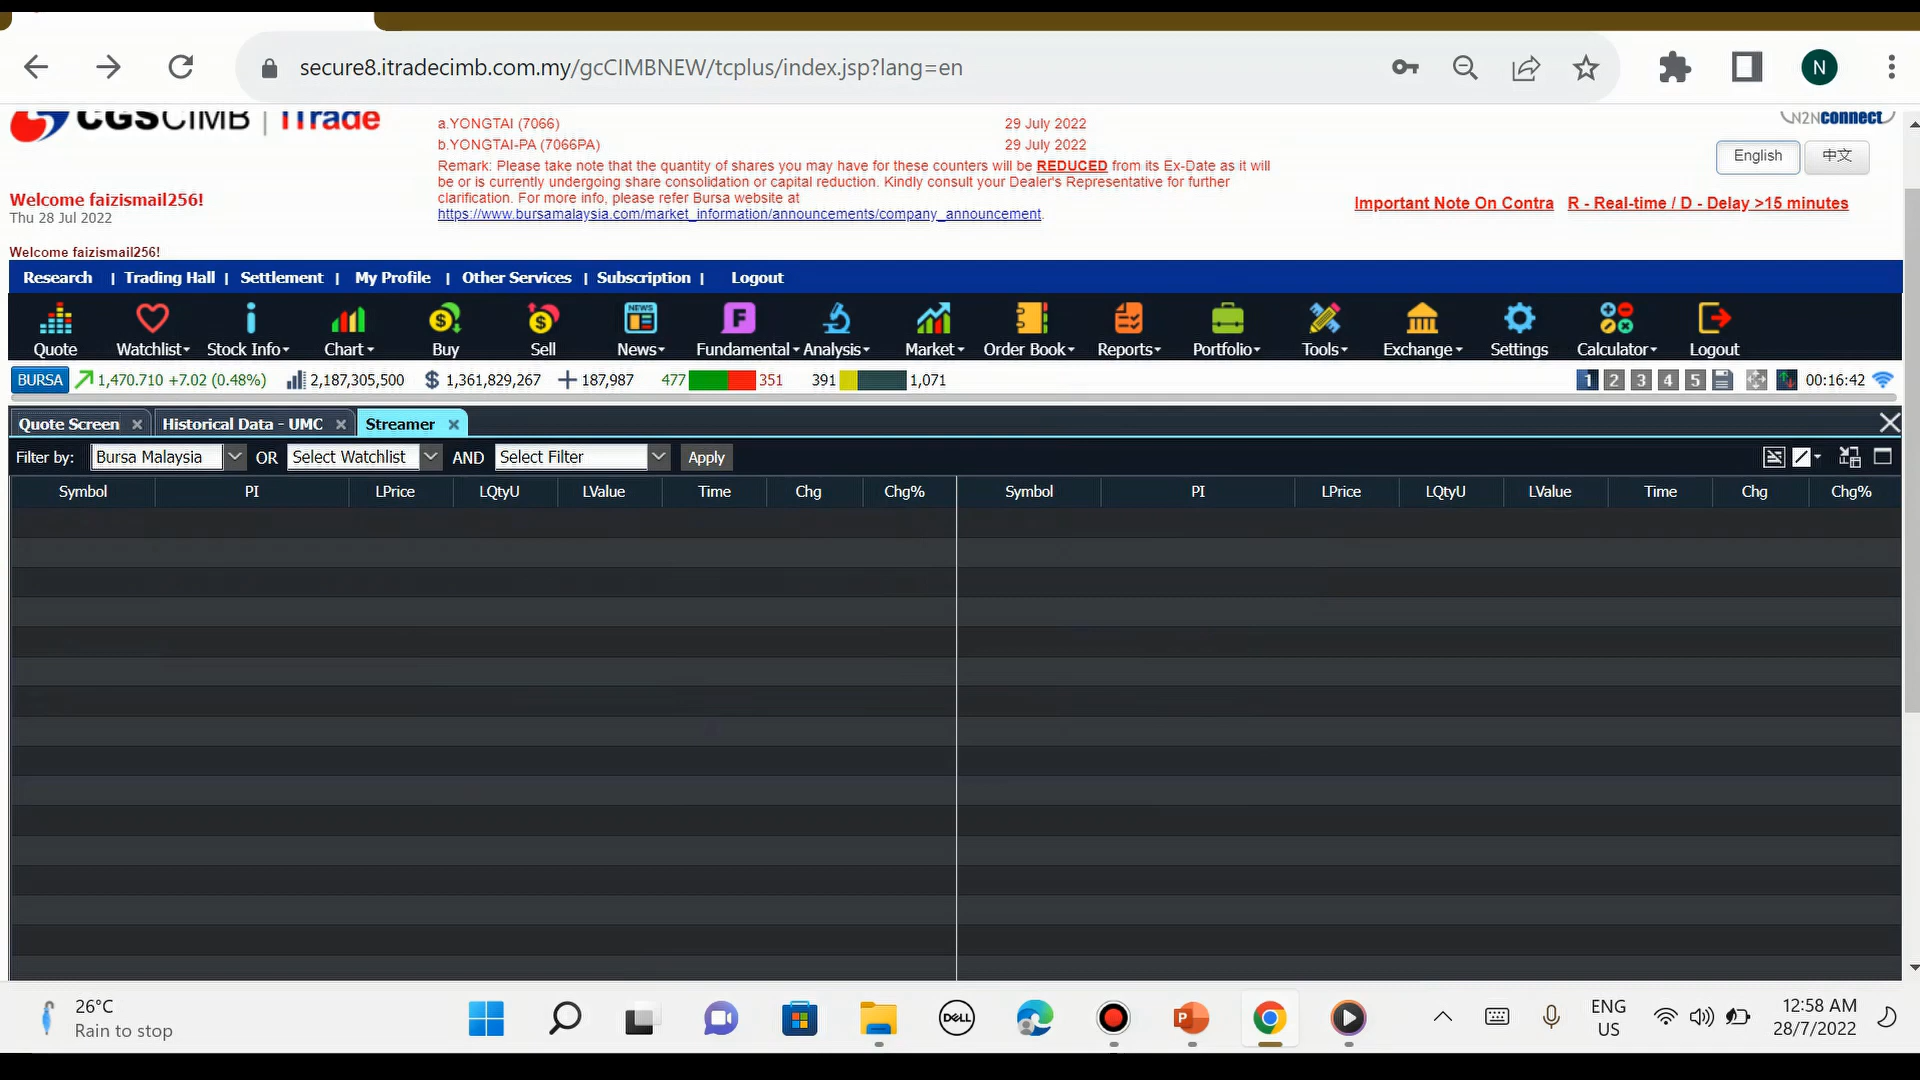 secure8.itradecimb.com.my/gcCIMBNEW/tcplus/index.jsp?lang=en
N
CGSCIMB | iTrade
a.YONGTAI (7066) 29 July 2022
b.YONGTAI-PA (7066PA) 29 July 2022
Remark: Please take note that the quantity of shares you may have for these counters will be REDUCED from its Ex-Date as it will
be or is currently undergoing share consolidation or capital reduction. Kindly consult your Dealer's Representative for further
clarification. For more info, please refer Bursa website at
https://www.bursamalaysia.com/market_information/announcements/company_announcement.
N2Nconnect
English 中文
Important Note On Contra R - Real-time / D - Delay >15 minutes
Welcome faizismail256!
Thu 28 Jul 2022
Welcome faizismail256!
Research | Trading Hall | Settlement | My Profile | Other Services | Subscription | Logout
NEWS F
Quote Watchlist Stock Info Chart Buy Sell News Fundamental Analysis Market Order Book Reports Portfolio Tools Exchange Settings Calculator Logout
BURSA 1,470.710 +7.02 (0.48%) 2,187,305,500 $ 1,361,829,267 187,987 477 351 391 1,071 1 2 3 4 5 00:16:42
Quote Screen Historical Data - UMC Streamer
Filter by: Bursa Malaysia OR Select Watchlist AND Select Filter Apply
Symbol PI LPrice LQtyU LValue Time Chg Chg% Symbol PI LPrice LQtyU LValue Time Chg Chg%
26°C
Rain to stop
DELL
P
ENG
US
12:58 AM
28/7/2022